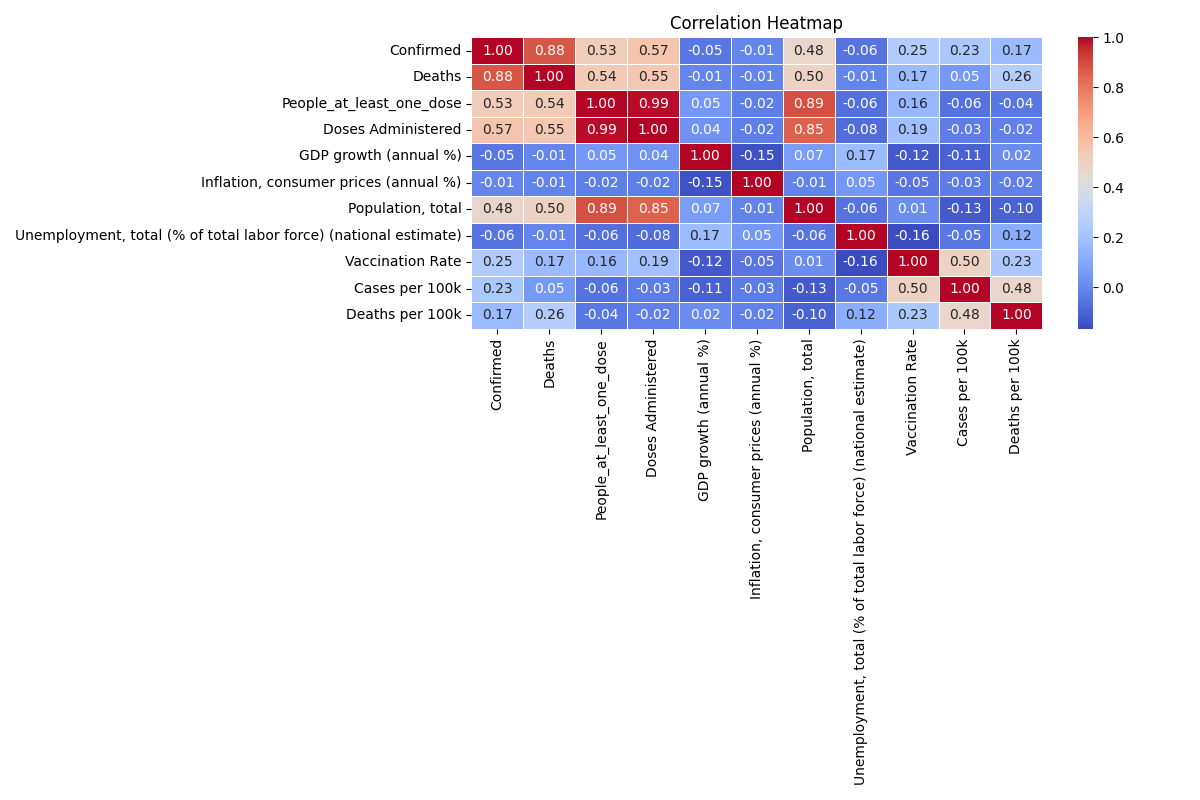 Correlation Heatmap
Confirmed 1.00 0.88 0.53 0.57 -0.05 -0.01 0.48 -0.06 0.25 0.23 0.17
Deaths 0.88 1.00 0.54 0.55 -0.01 -0.01 0.50 -0.01 0.17 0.05 0.26
People_at_least_one_dose 0.53 0.54 1.00 0.99 0.05 -0.02 0.89 -0.06 0.16 -0.06 -0.04
Doses Administered 0.57 0.55 0.99 1.00 0.04 -0.02 0.85 -0.08 0.19 -0.03 -0.02
GDP growth (annual %) -0.05 -0.01 0.05 0.04 1.00 -0.15 0.07 0.17 -0.12 -0.11 0.02
Inflation, consumer prices (annual %) -0.01 -0.01 -0.02 -0.02 -0.15 1.00 -0.01 0.05 -0.05 -0.03 -0.02
Population, total 0.48 0.50 0.89 0.85 0.07 -0.01 1.00 -0.06 0.01 -0.13 -0.10
Unemployment, total (% of total labor force) (national estimate) -0.06 -0.01 -0.06 -0.08 0.17 0.05 -0.06 1.00 -0.16 -0.05 0.12
Vaccination Rate 0.25 0.17 0.16 0.19 -0.12 -0.05 0.01 -0.16 1.00 0.50 0.23
Cases per 100k 0.23 0.05 -0.06 -0.03 -0.11 -0.03 -0.13 -0.05 0.50 1.00 0.48
Deaths per 100k 0.17 0.26 -0.04 -0.02 0.02 -0.02 -0.10 0.12 0.23 0.48 1.00
Confirmed
Deaths
People_at_least_one_dose
Doses Administered
GDP growth (annual %)
Inflation, consumer prices (annual %)
Population, total
Unemployment, total (% of total labor force) (national estimate)
Vaccination Rate
Cases per 100k
Deaths per 100k
1.0
0.8
0.6
0.4
0.2
0.0